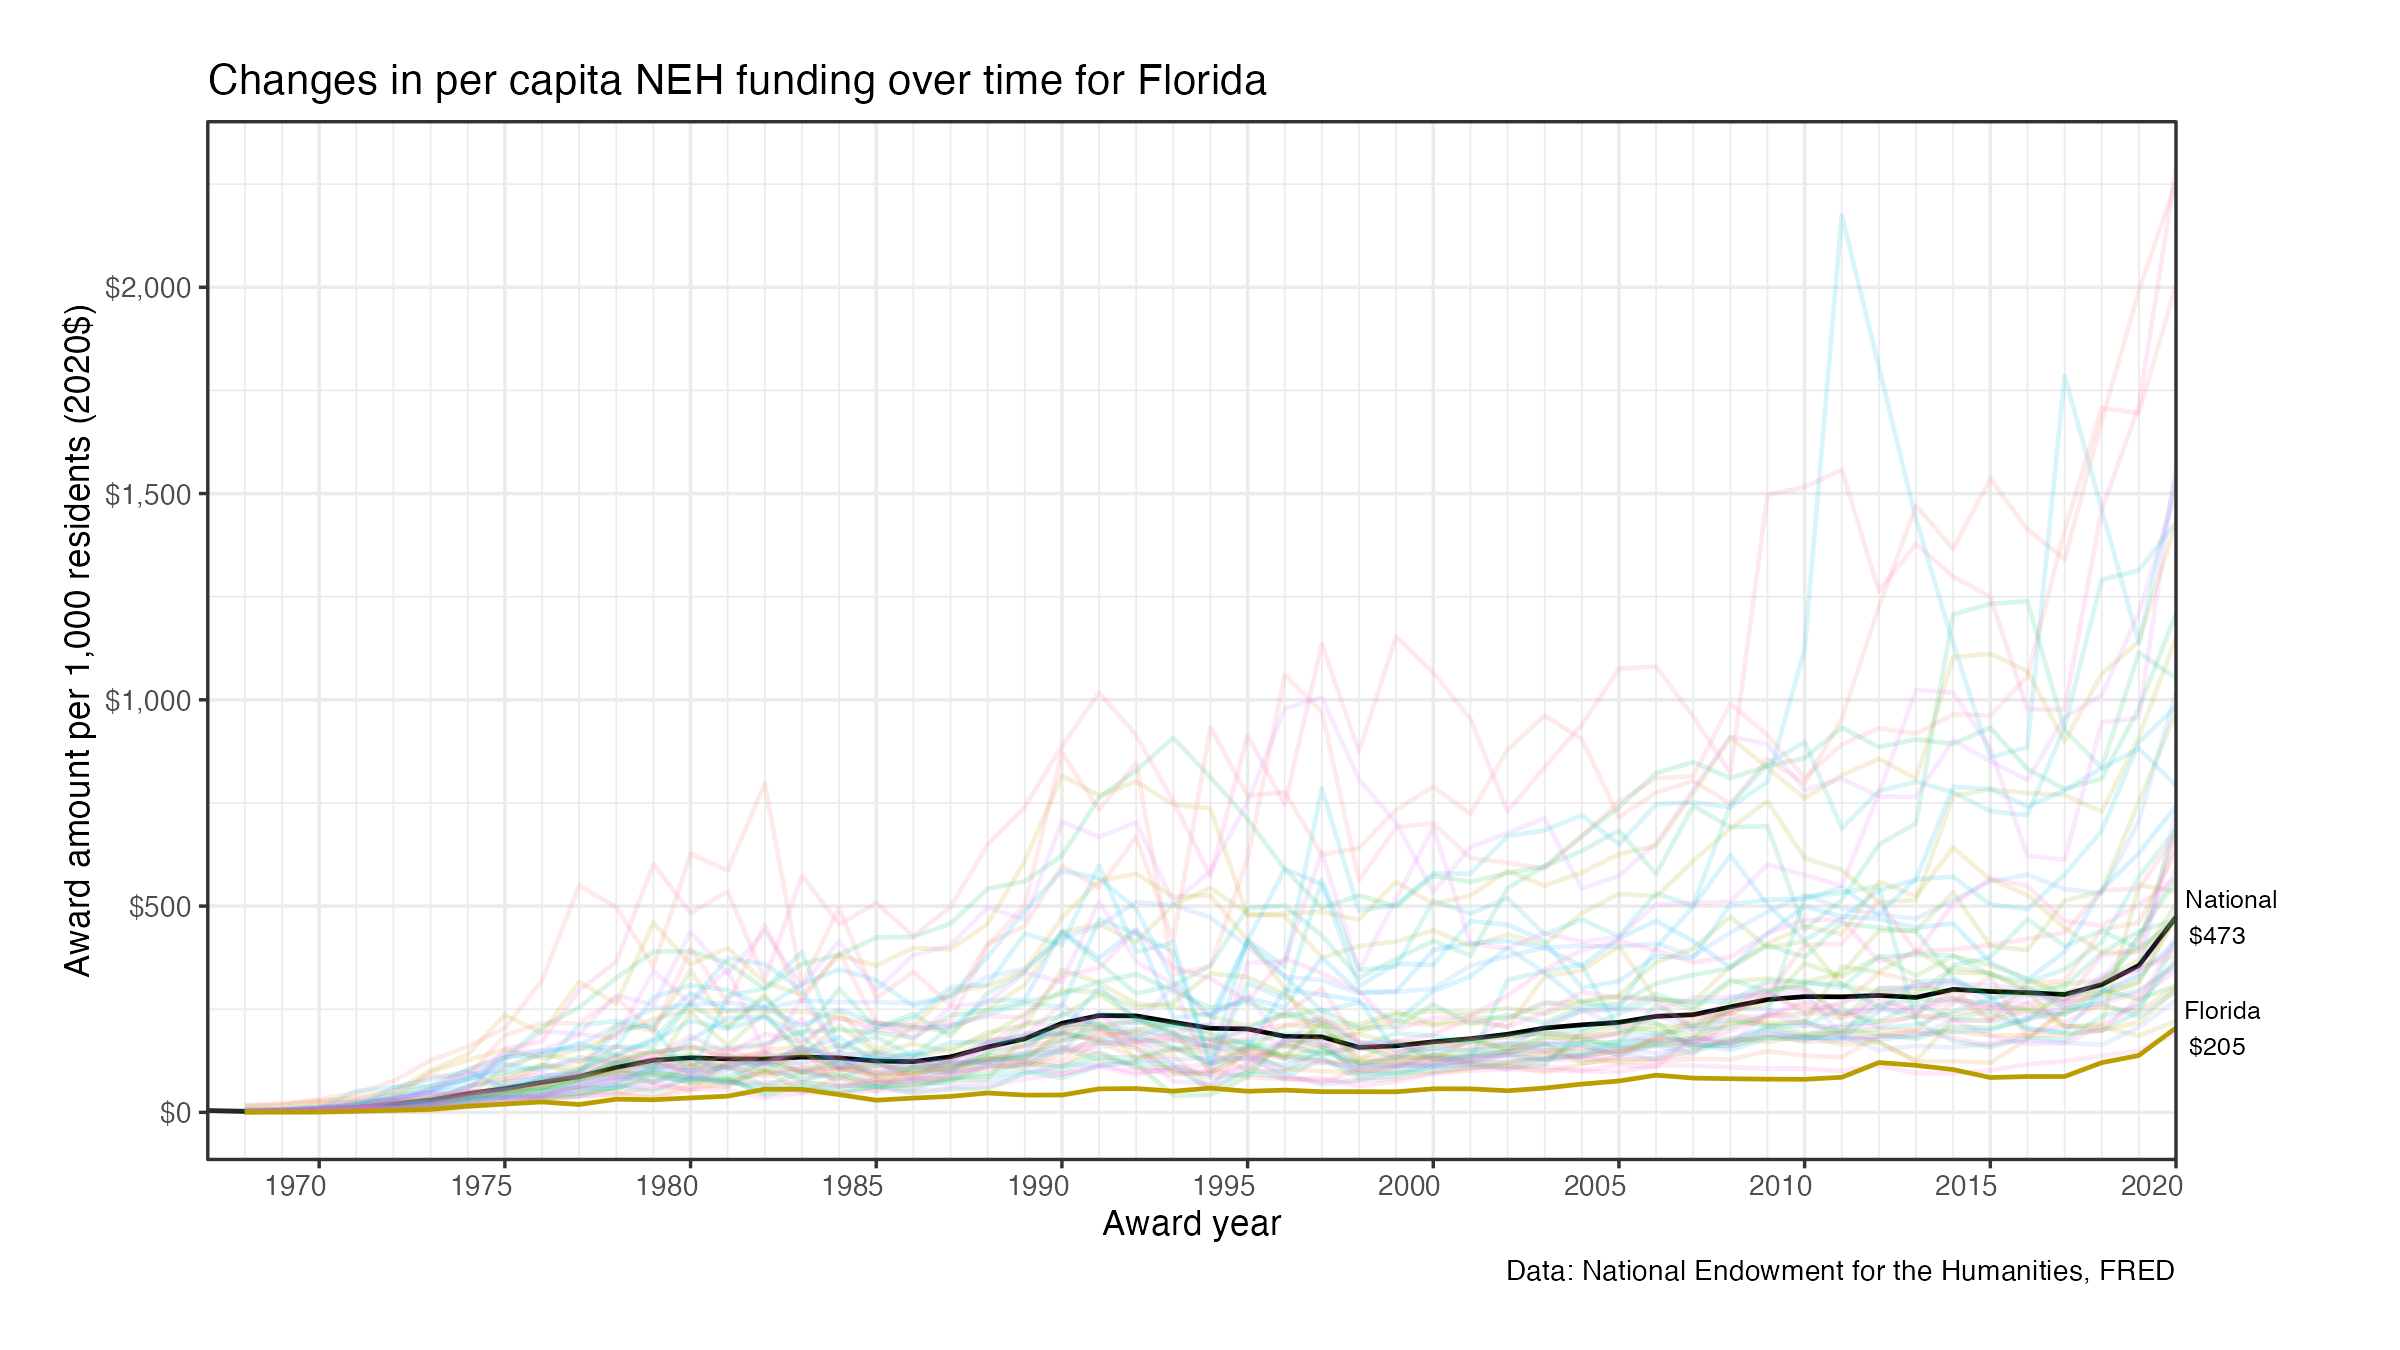 Changes in per capita NEH funding over time for Florida
Award amount per 1,000 residents (2020$)
$2,000
$1,500
$1,000
$500
$0
National
$473
Florida
$205
1970 1975 1980 1985 1990 1995 2000 2005 2010 2015 2020
Award year
Data: National Endowment for the Humanities, FRED